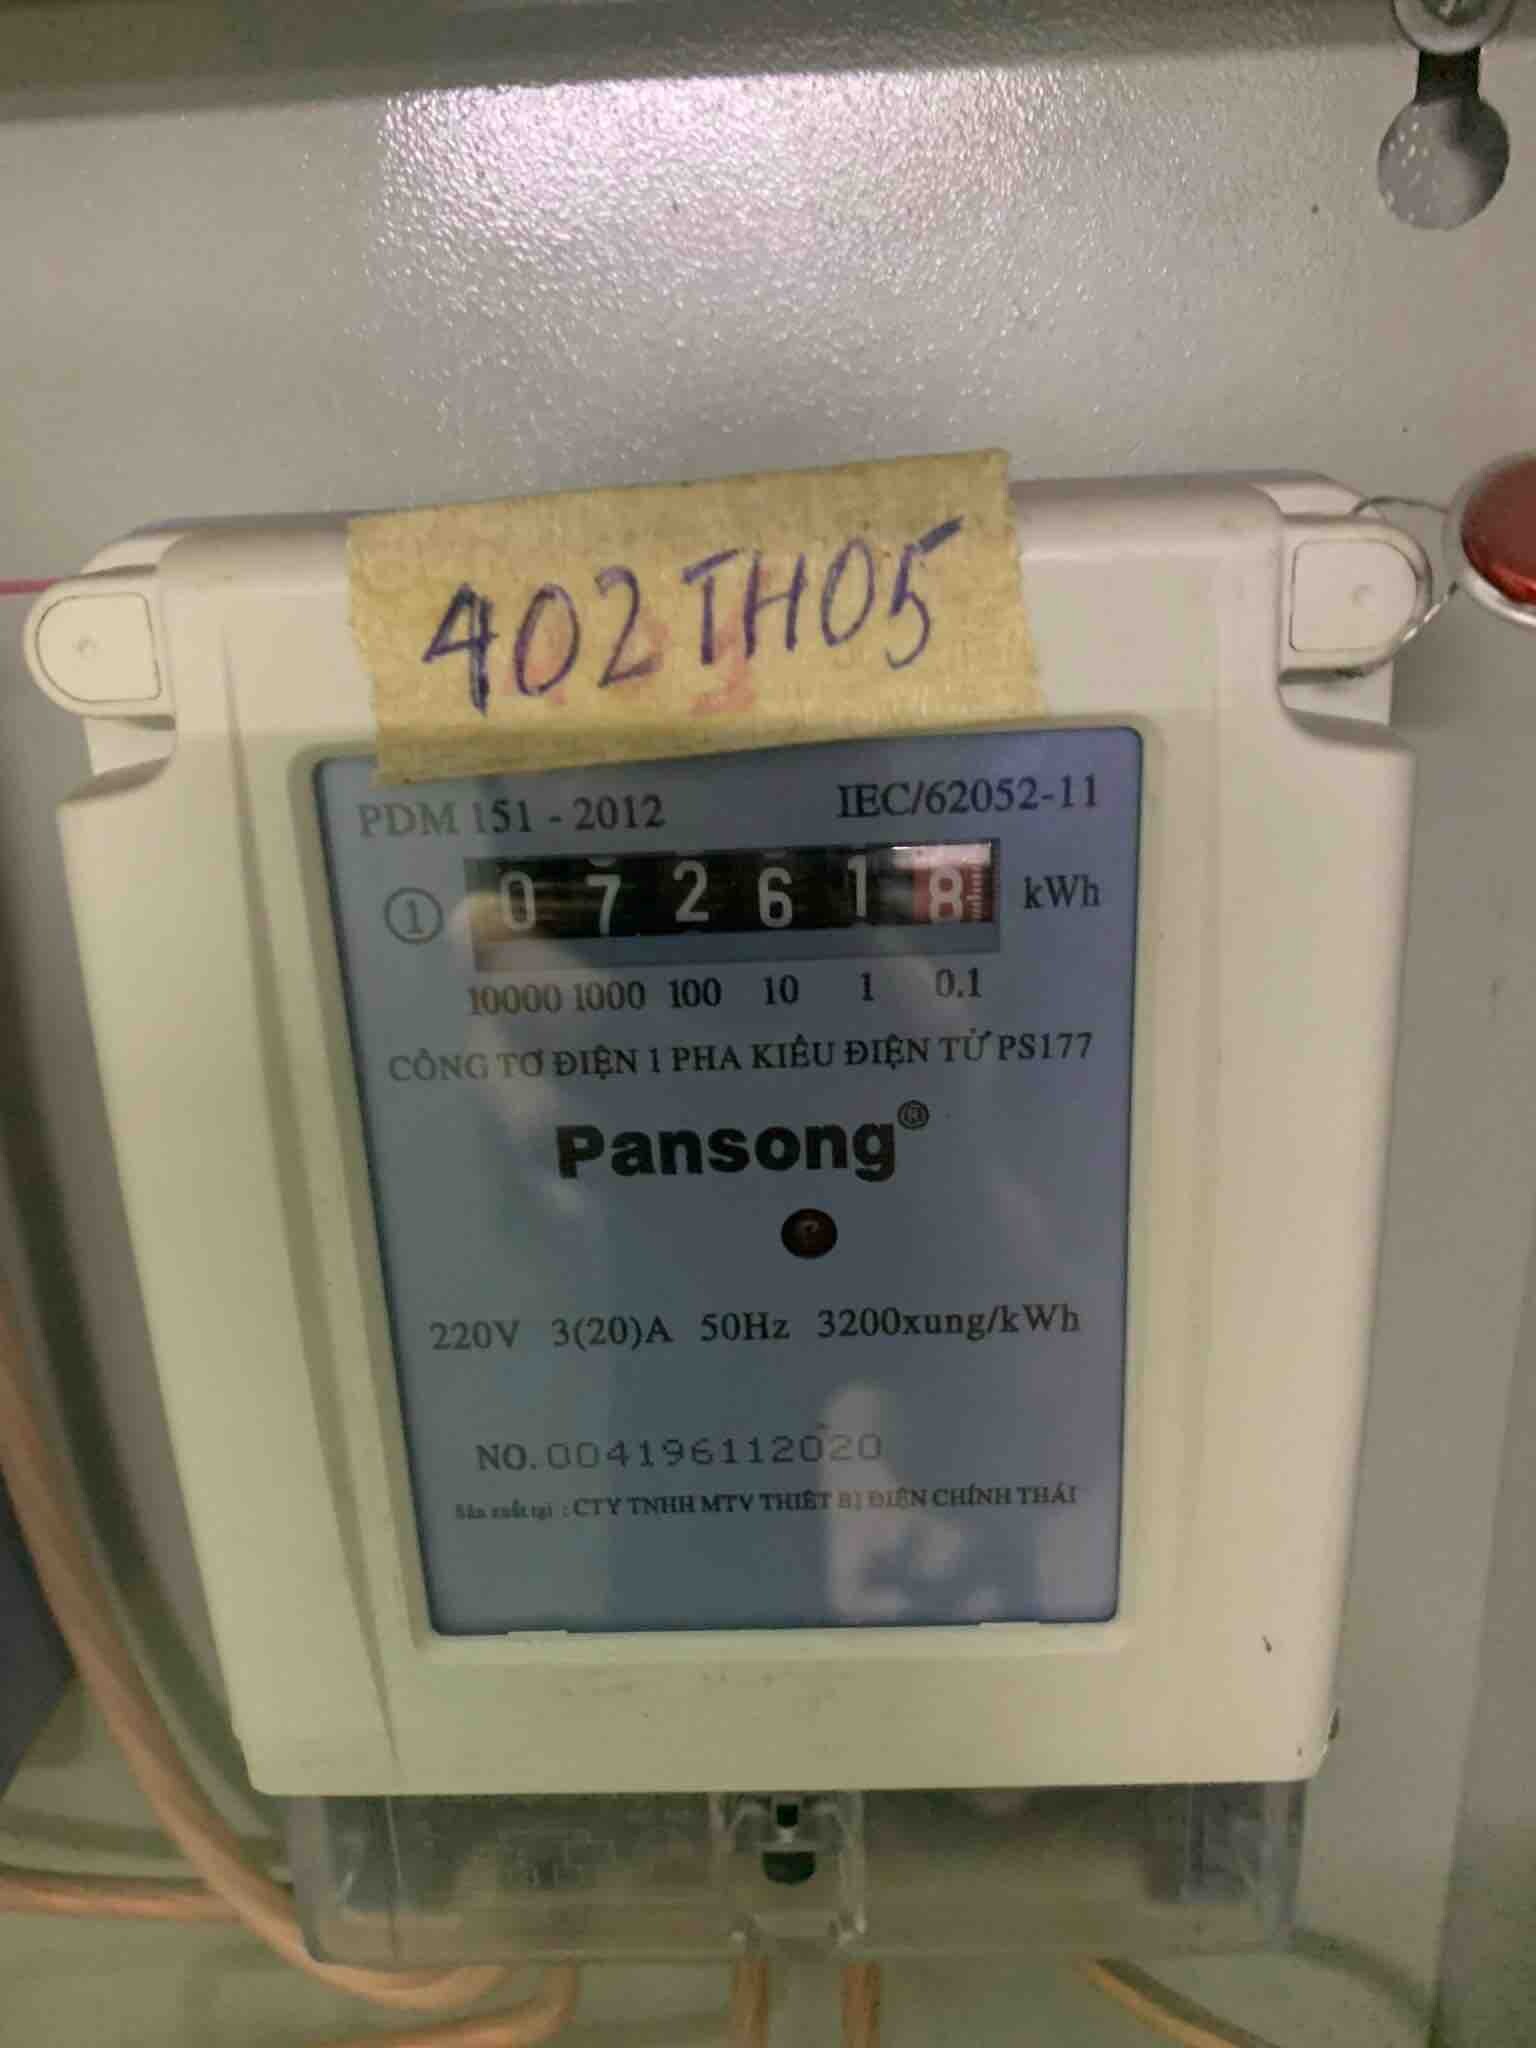 402TH05
PDM 151 - 2012 IEC/62052-11
1 0 7 2 6 1 8 kWh
10000 1000 100 10 1 0.1
CÔNG TƠ ĐIỆN 1 PHA KIỂU ĐIỆN TỬ PS177
Pansong®
220V 3(20)A 50Hz 3200xung/kWh
NO.004196112020
Sản xuất tại : CTY TNHH MTV THIẾT BỊ ĐIỆN CHÍNH THÁI